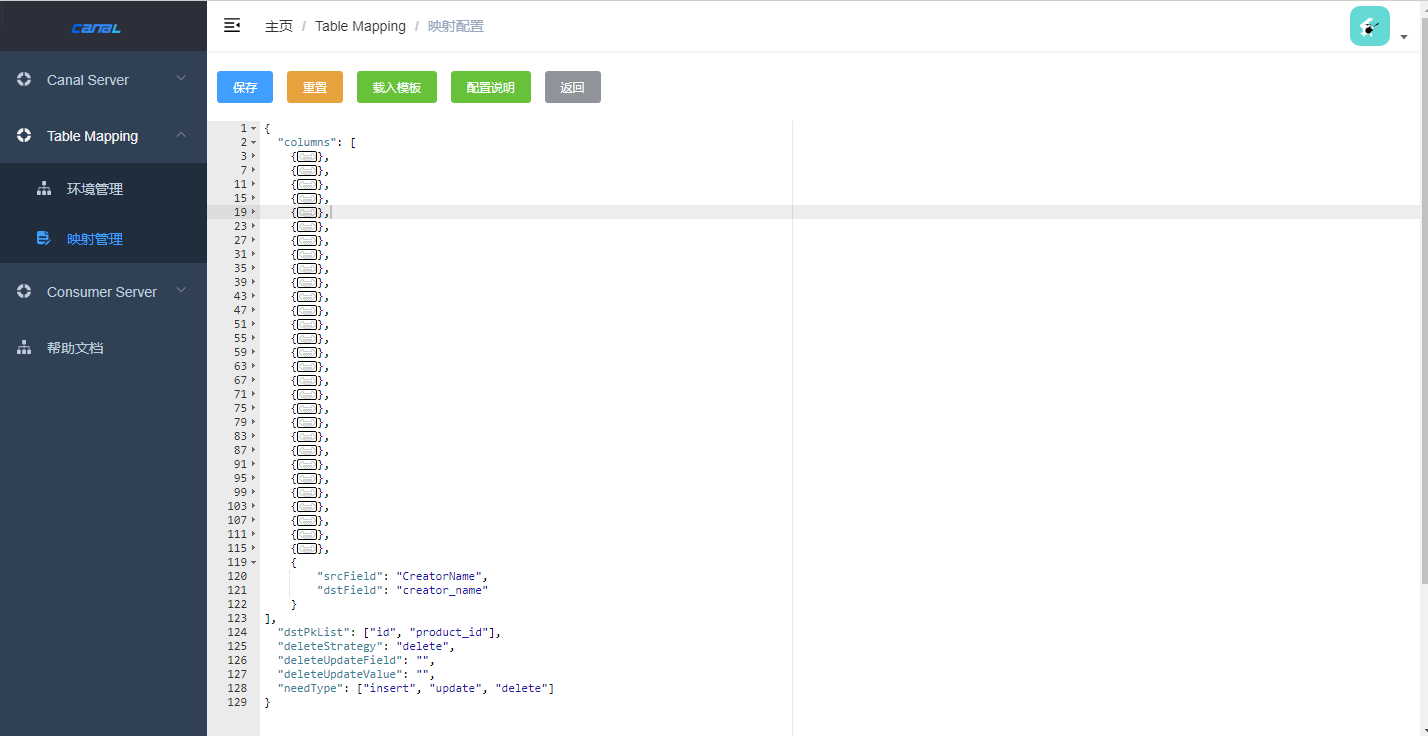 canal
主页 / Table Mapping / 映射配置
Canal Server
Table Mapping
环境管理
映射管理
Consumer Server
帮助文档
保存 重置 载入模板 配置说明 返回
1 {
2 "columns": [
3 {},
7 {},
11 {},
15 {},
19 {},
23 {},
27 {},
31 {},
35 {},
39 {},
43 {},
47 {},
51 {},
55 {},
59 {},
63 {},
67 {},
71 {},
75 {},
79 {},
83 {},
87 {},
91 {},
95 {},
99 {},
103 {},
107 {},
111 {},
115 {},
119 {
120 "srcField": "CreatorName",
121 "dstField": "creator_name"
122 }
123 ],
124 "dstPkList": ["id", "product_id"],
125 "deleteStrategy": "delete",
126 "deleteUpdateField": "",
127 "deleteUpdateValue": "",
128 "needType": ["insert", "update", "delete"]
129 }